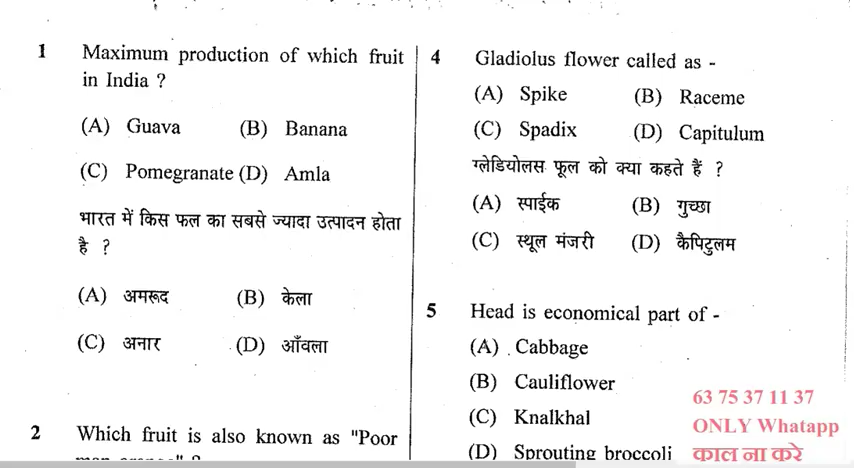 1 Maximum production of which fruit
in India ?
(A) Guava (B) Banana
(C) Pomegranate (D) Amla
भारत में किस फल का सबसे ज्यादा उत्पादन होता
है ?
(A) अमरूद (B) केला
(C) अनार (D) आँवला
2 Which fruit is also known as "Poor
4 Gladiolus flower called as -
(A) Spike (B) Raceme
(C) Spadix (D) Capitulum
ग्लेडियोलस फूल को क्या कहते हैं ?
(A) स्पाईक (B) गुच्छा
(C) स्थूल मंजरी (D) कैपिटुलम
5 Head is economical part of -
(A) Cabbage
(B) Cauliflower
(C) Knalkhal
(D) Sprouting broccoli
63 75 37 11 37
ONLY Whatapp
काल ना करे